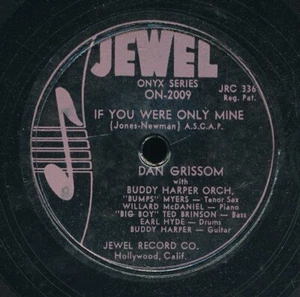 JEWEL
ONYX SERIES
ON-2009
JRC 336
Reg. Pat.
IF YOU WERE ONLY MINE
(Jones-Newman) A.S.C.A.P.
DAN GRISSOM
with
BUDDY HARPER ORCH,
"BUMPS" MYERS - Tenor Sax
WILLARD McDANIEL - Piano
"BIG BOY" TED BRINSON - Bass
EARL HYDE - Drums
BUDDY HARPER - Guitar
JEWEL RECORD CO.
Hollywood, Calif.